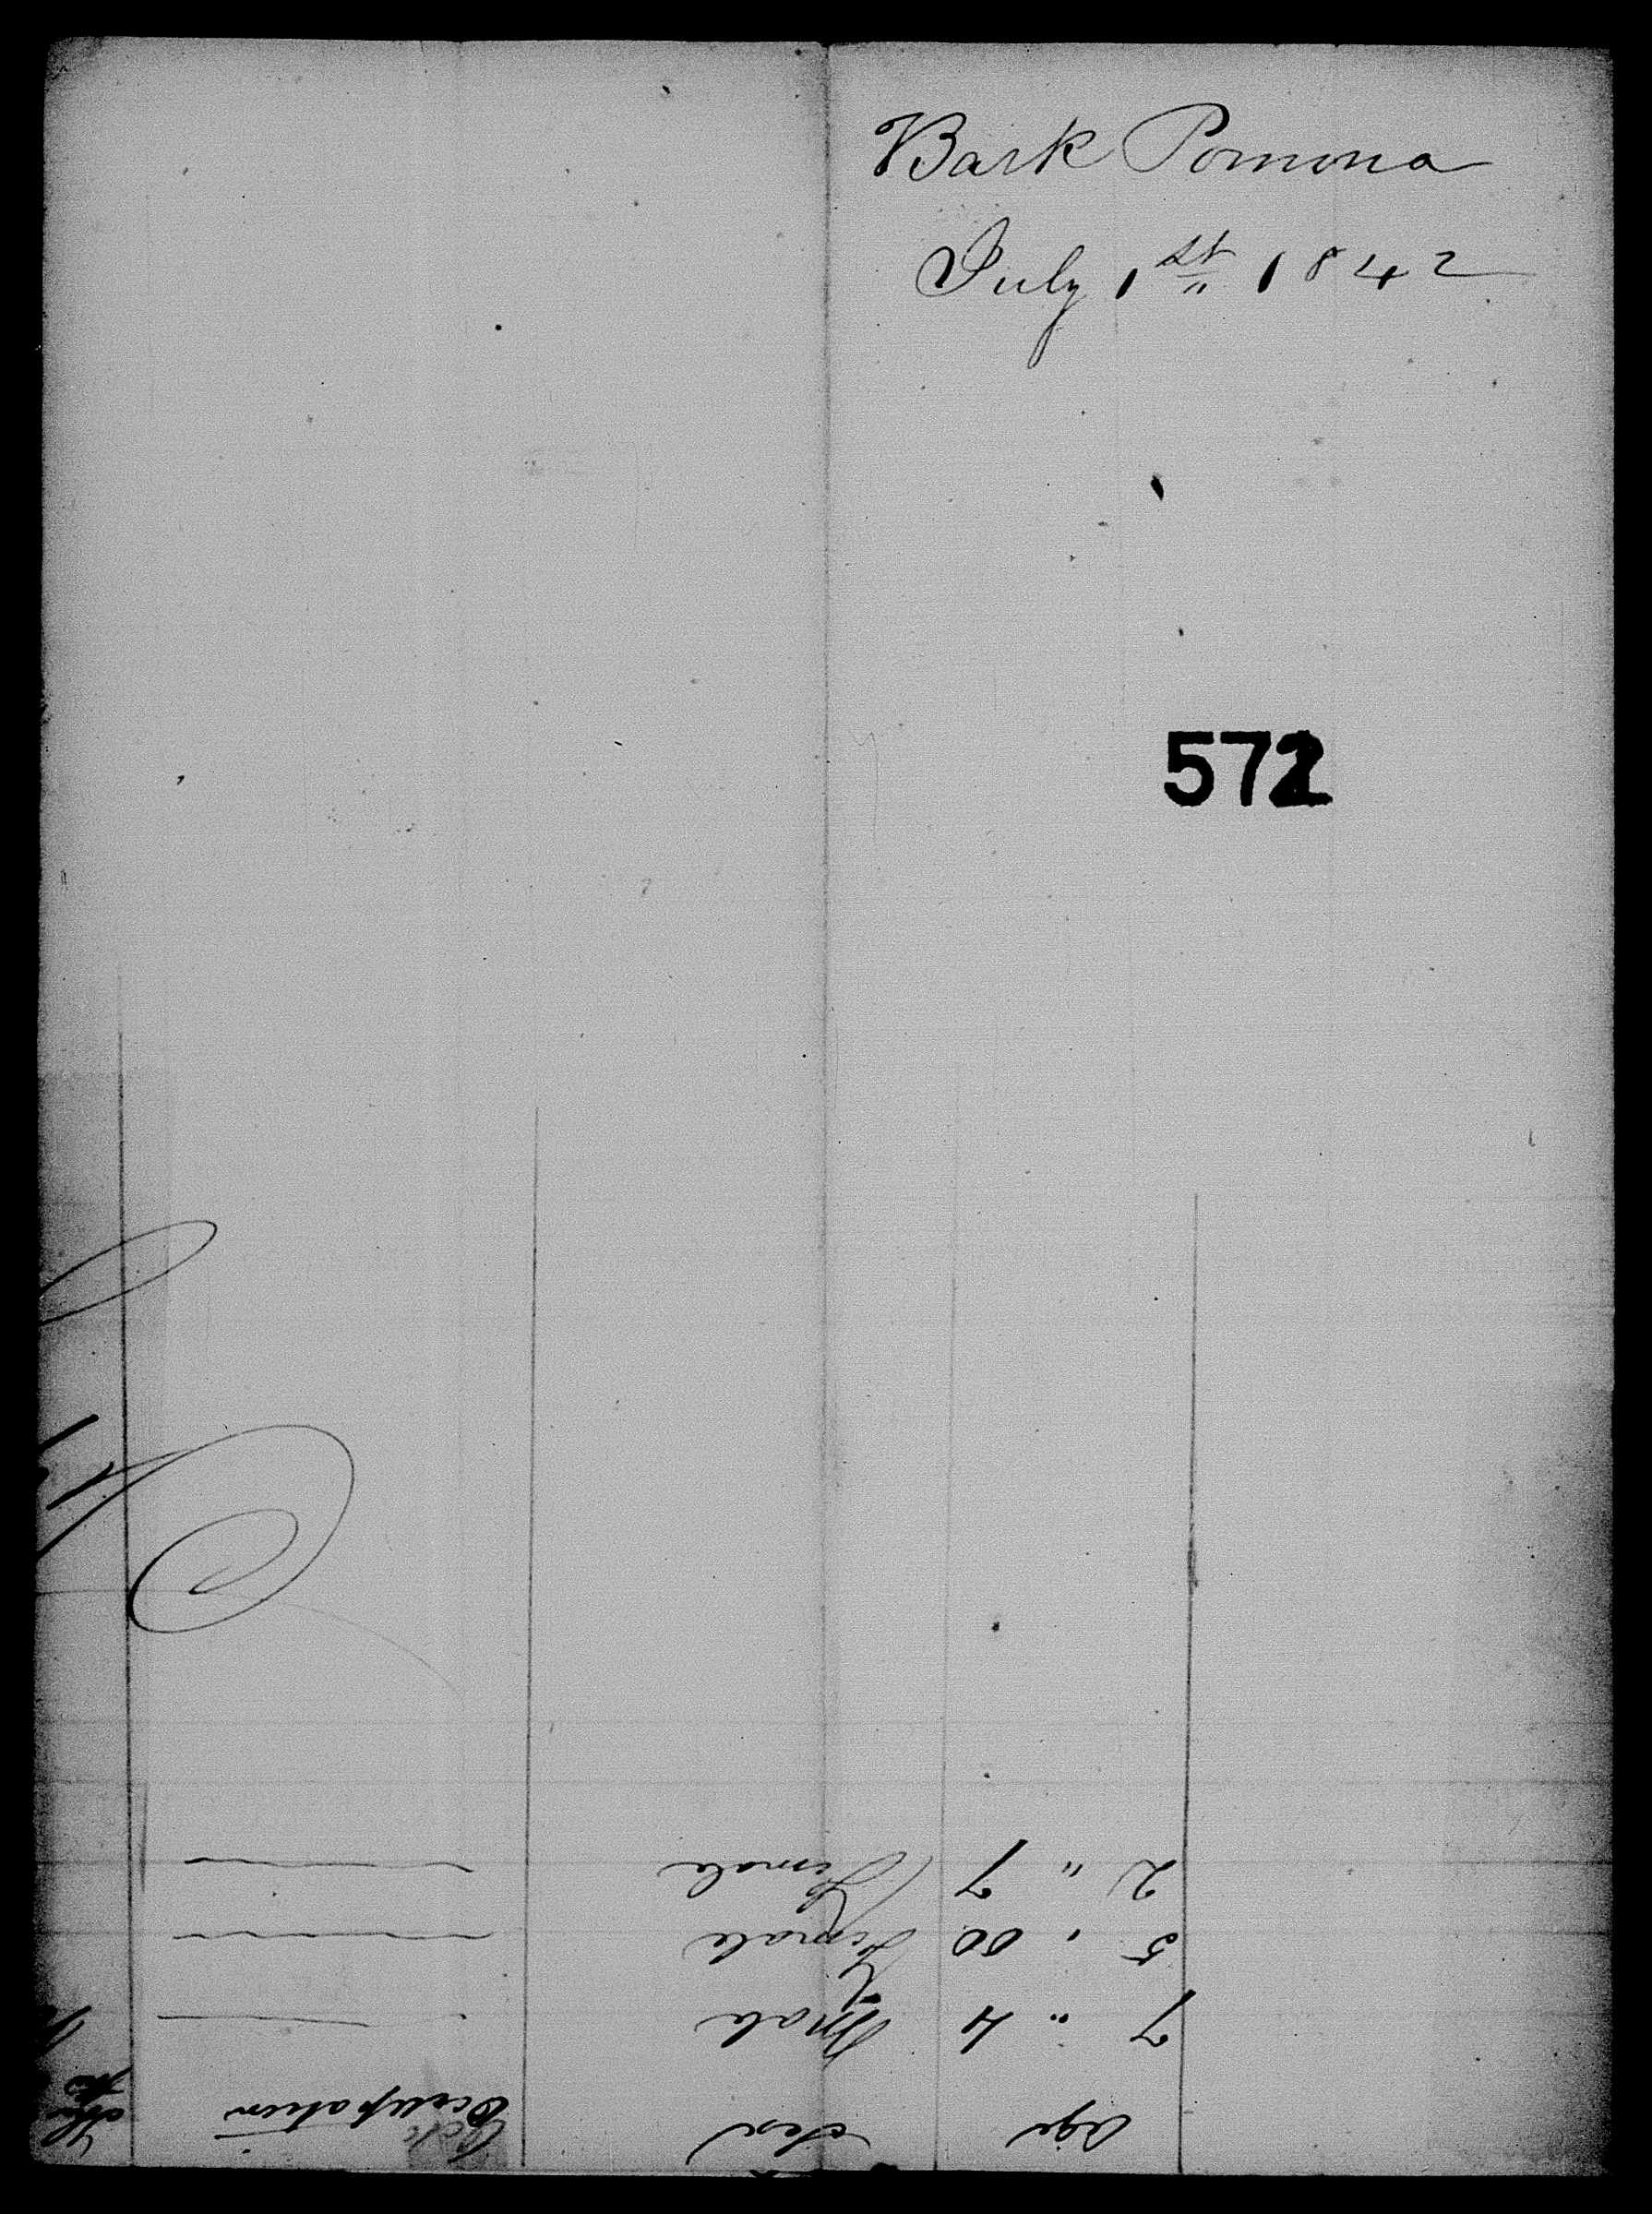 Bark Pomona
July 1st 1842
572
Age Sex Occupation
7 " 4 Male —
5 " 00 Female —
2 " 7 Female —